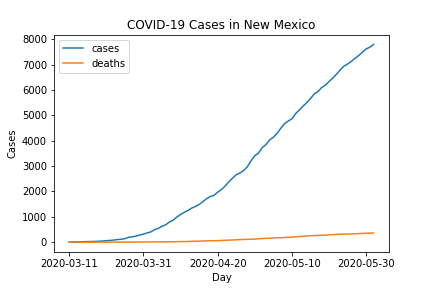 COVID-19 Cases in New Mexico
cases
deaths
8000
7000
6000
5000
4000
3000
2000
1000
0
Cases
2020-03-11 2020-03-31 2020-04-20 2020-05-10 2020-05-30
Day